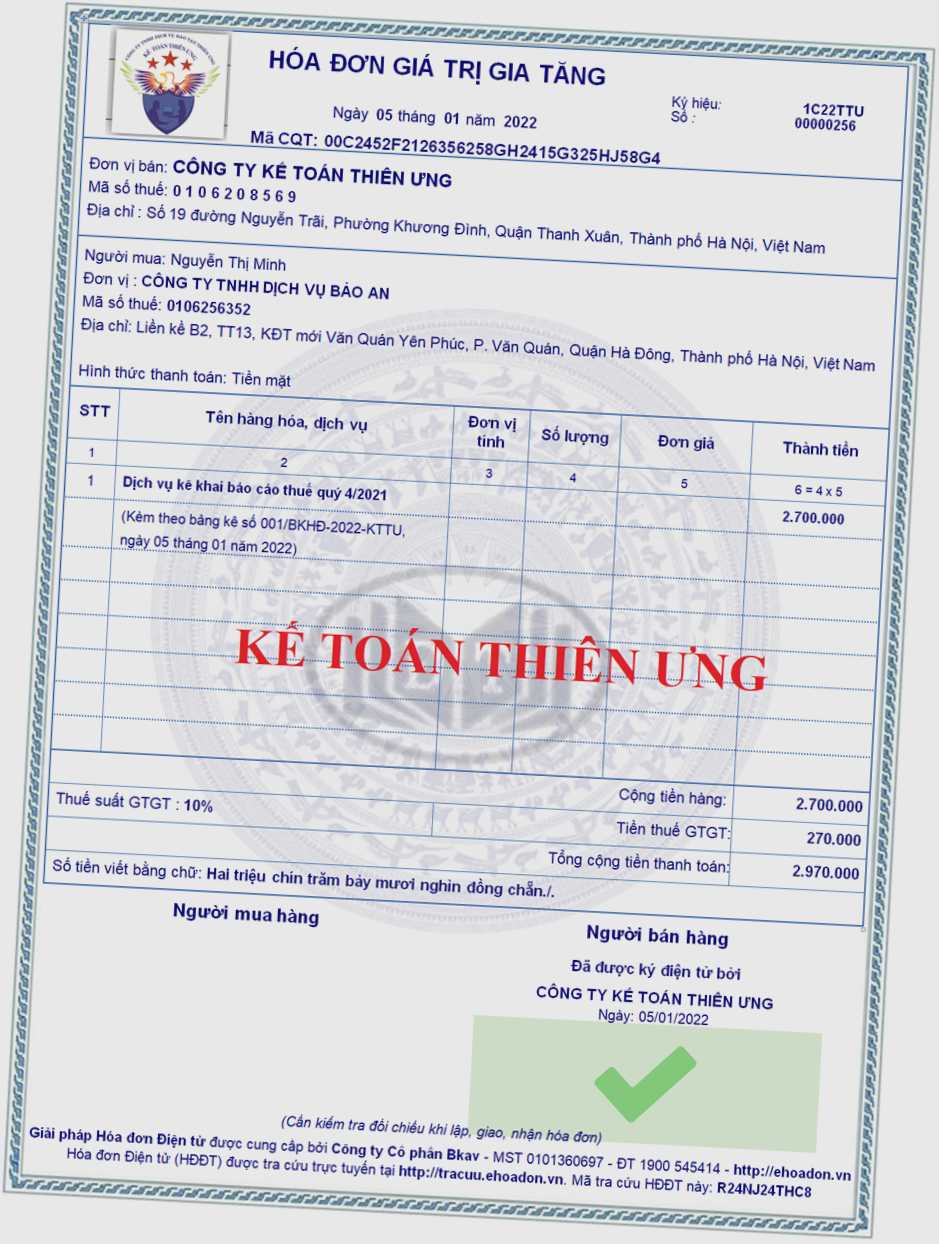 CÔNG TY TNHH DỊCH VỤ ĐÀO TẠO THIÊN ƯNG
KẾ TOÁN THIÊN ƯNG
HÓA ĐƠN GIÁ TRỊ GIA TĂNG
Ngày 05 tháng 01 năm 2022
Ký hiệu: 1C22TTU
Số : 00000256
Mã CQT: 00C2452F2126356258GH2415G325HJ58G4
Đơn vị bán: CÔNG TY KẾ TOÁN THIÊN ƯNG
Mã số thuế: 0 1 0 6 2 0 8 5 6 9
Địa chỉ : Số 19 đường Nguyễn Trãi, Phường Khương Đình, Quận Thanh Xuân, Thành phố Hà Nội, Việt Nam
Người mua: Nguyễn Thị Minh
Đơn vị : CÔNG TY TNHH DỊCH VỤ BẢO AN
Mã số thuế: 0106256352
Địa chỉ: Liền kề B2, TT13, KĐT mới Văn Quán Yên Phúc, P. Văn Quán, Quận Hà Đông, Thành phố Hà Nội, Việt Nam
Hình thức thanh toán: Tiền mặt
STT Tên hàng hóa, dịch vụ Đơn vị tính Số lượng Đơn giá Thành tiền
1 2 3 4 5 6 = 4 x 5
1 Dịch vụ kê khai báo cáo thuế quý 4/2021 2.700.000
(Kèm theo bảng kê số 001/BKHĐ-2022-KTTU,
ngày 05 tháng 01 năm 2022)
KẾ TOÁN THIÊN ƯNG
Cộng tiền hàng: 2.700.000
Thuế suất GTGT : 10% Tiền thuế GTGT: 270.000
Tổng cộng tiền thanh toán: 2.970.000
Số tiền viết bằng chữ: Hai triệu chín trăm bảy mươi nghìn đồng chẵn./.
Người mua hàng
Người bán hàng
Đã được ký điện tử bởi
CÔNG TY KẾ TOÁN THIÊN ƯNG
Ngày: 05/01/2022
(Cần kiểm tra đối chiếu khi lập, giao, nhận hóa đơn)
Giải pháp Hóa đơn Điện tử được cung cấp bởi Công ty Cổ phần Bkav - MST 0101360697 - ĐT 1900 545414 - http://ehoadon.vn
Hóa đơn Điện tử (HĐĐT) được tra cứu trực tuyến tại http://tracuu.ehoadon.vn. Mã tra cứu HĐĐT này: R24NJ24THC8